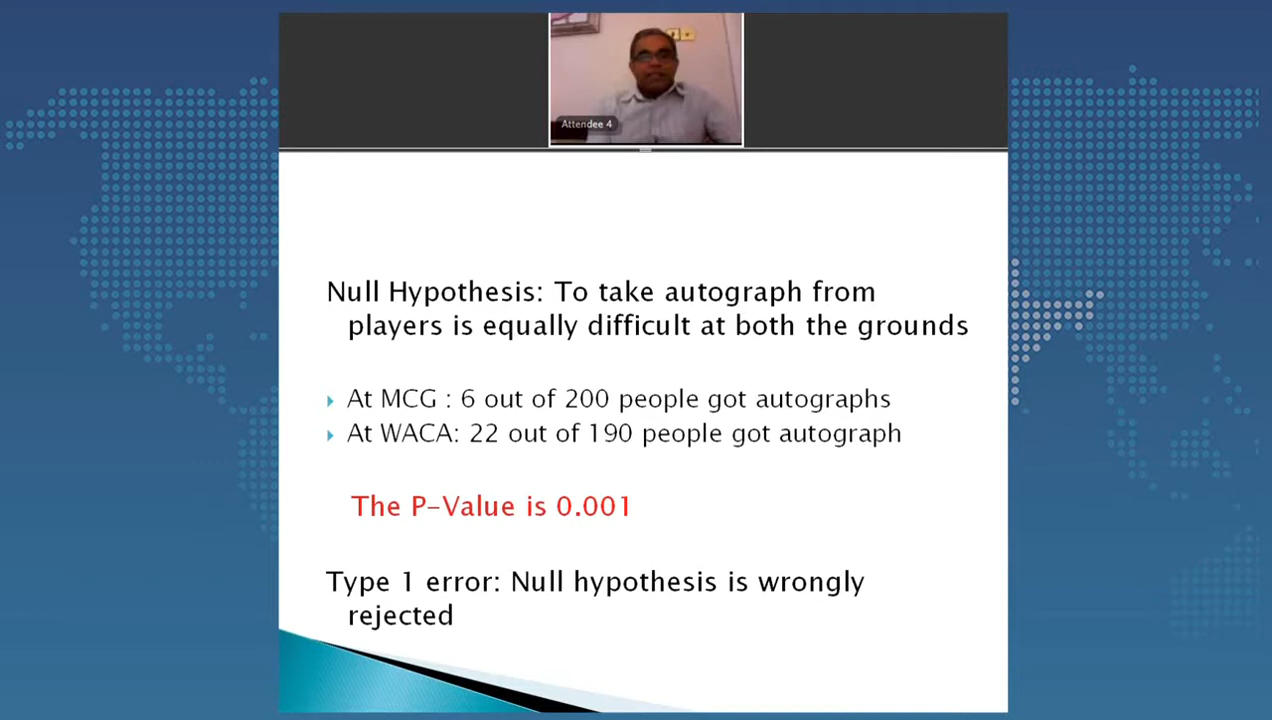 Attendee 4
Null Hypothesis: To take autograph from
players is equally difficult at both the grounds
At MCG : 6 out of 200 people got autographs
At WACA: 22 out of 190 people got autograph
The P-Value is 0.001
Type 1 error: Null hypothesis is wrongly
rejected